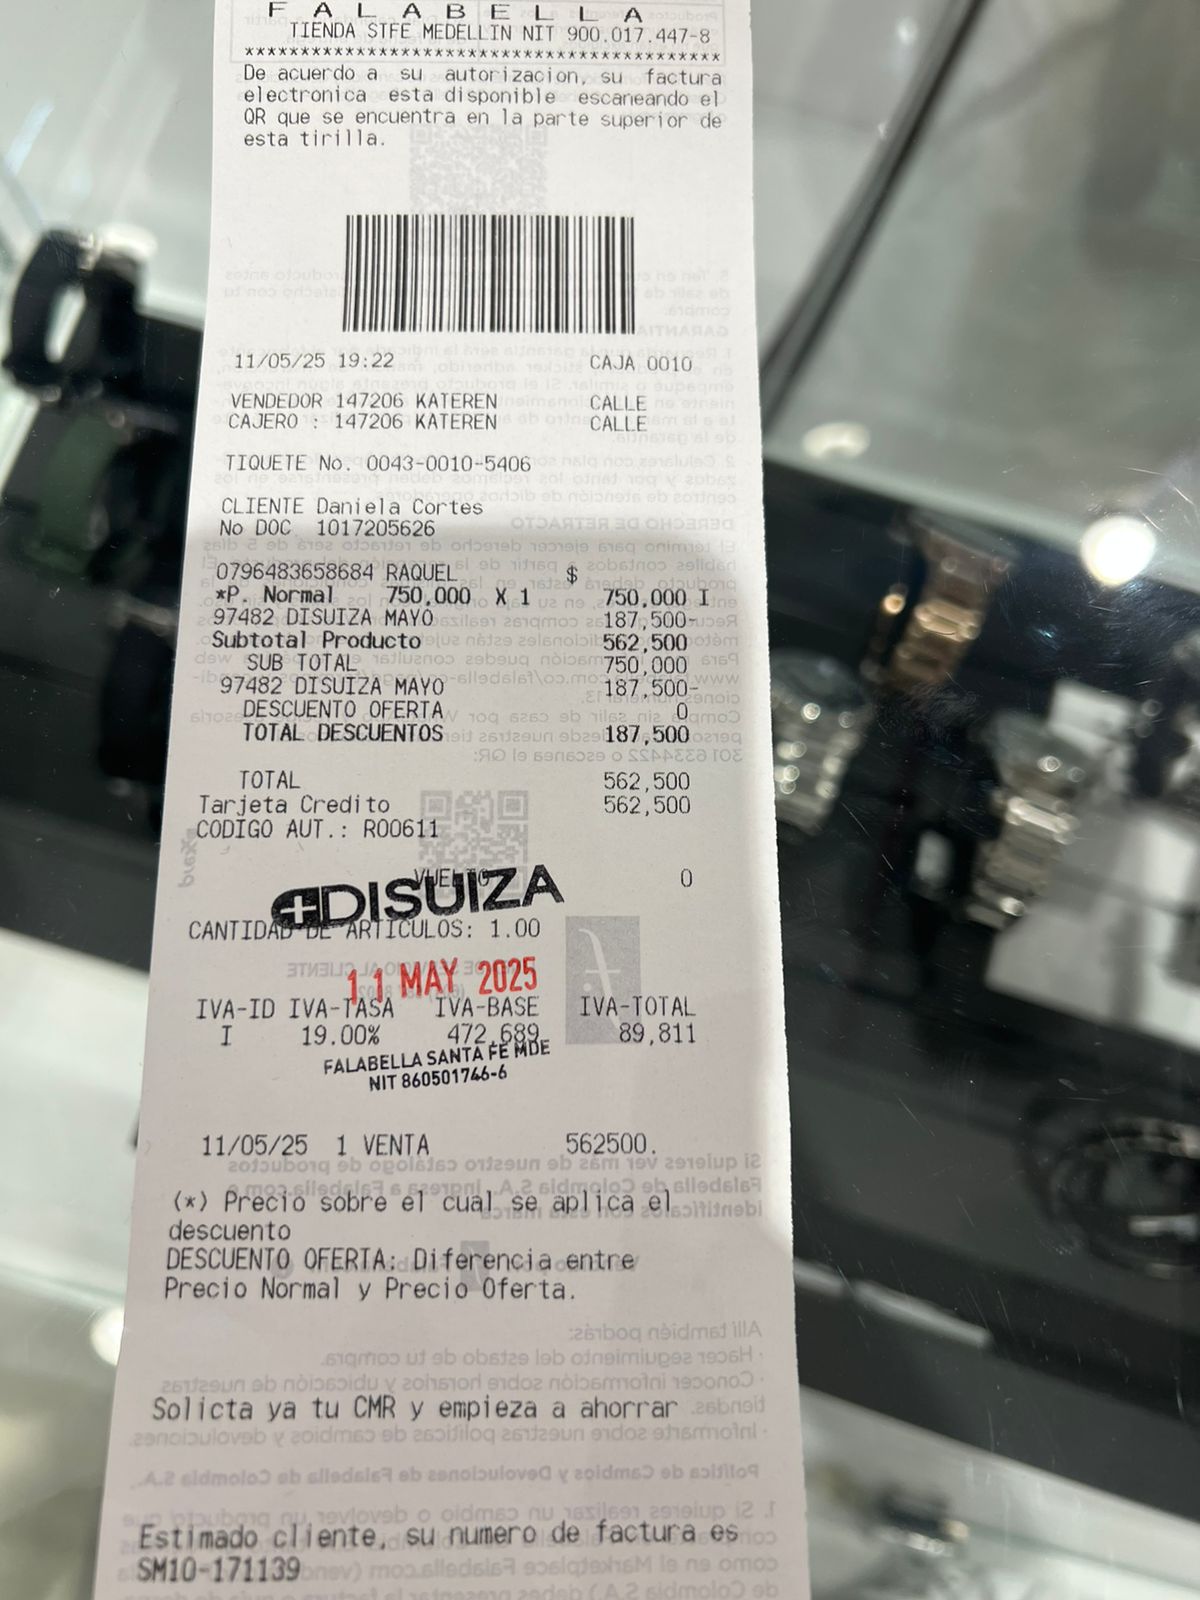 FALABELLA
TIENDA STFE MEDELLIN NIT 900.017.447-8
******************************************
De acuerdo a su autorizacion, su factura
electronica esta disponible escaneando el
QR que se encuentra en la parte superior de
esta tirilla.
11/05/25 19:22 CAJA 0010
VENDEDOR 147206 KATEREN CALLE
CAJERO : 147206 KATEREN CALLE
TIQUETE No. 0043-0010-5406
CLIENTE Daniela Cortes
No DOC 1017205626
0796483658684 RAQUEL $
*P. Normal 750,000 X 1 750,000 I
97482 DISUIZA MAYO 187,500-
Subtotal Producto 562,500
SUB TOTAL 750,000
97482 DISUIZA MAYO 187,500-
DESCUENTO OFERTA 0
TOTAL DESCUENTOS 187,500
TOTAL 562,500
Tarjeta Credito 562,500
CODIGO AUT.: R00611
VUELTO 0
DISUIZA
CANTIDAD DE ARTICULOS: 1.00
11 MAY 2025
IVA-ID IVA-TASA IVA-BASE IVA-TOTAL
I 19.00% 472,689 89,811
FALABELLA SANTA FE MDE
NIT 860501746-6
11/05/25 1 VENTA 562500.
(*) Precio sobre el cual se aplica el
descuento
DESCUENTO OFERTA: Diferencia entre
Precio Normal y Precio Oferta.
Solicta ya tu CMR y empieza a ahorrar
Estimado cliente, su numero de factura es
SM10-171139